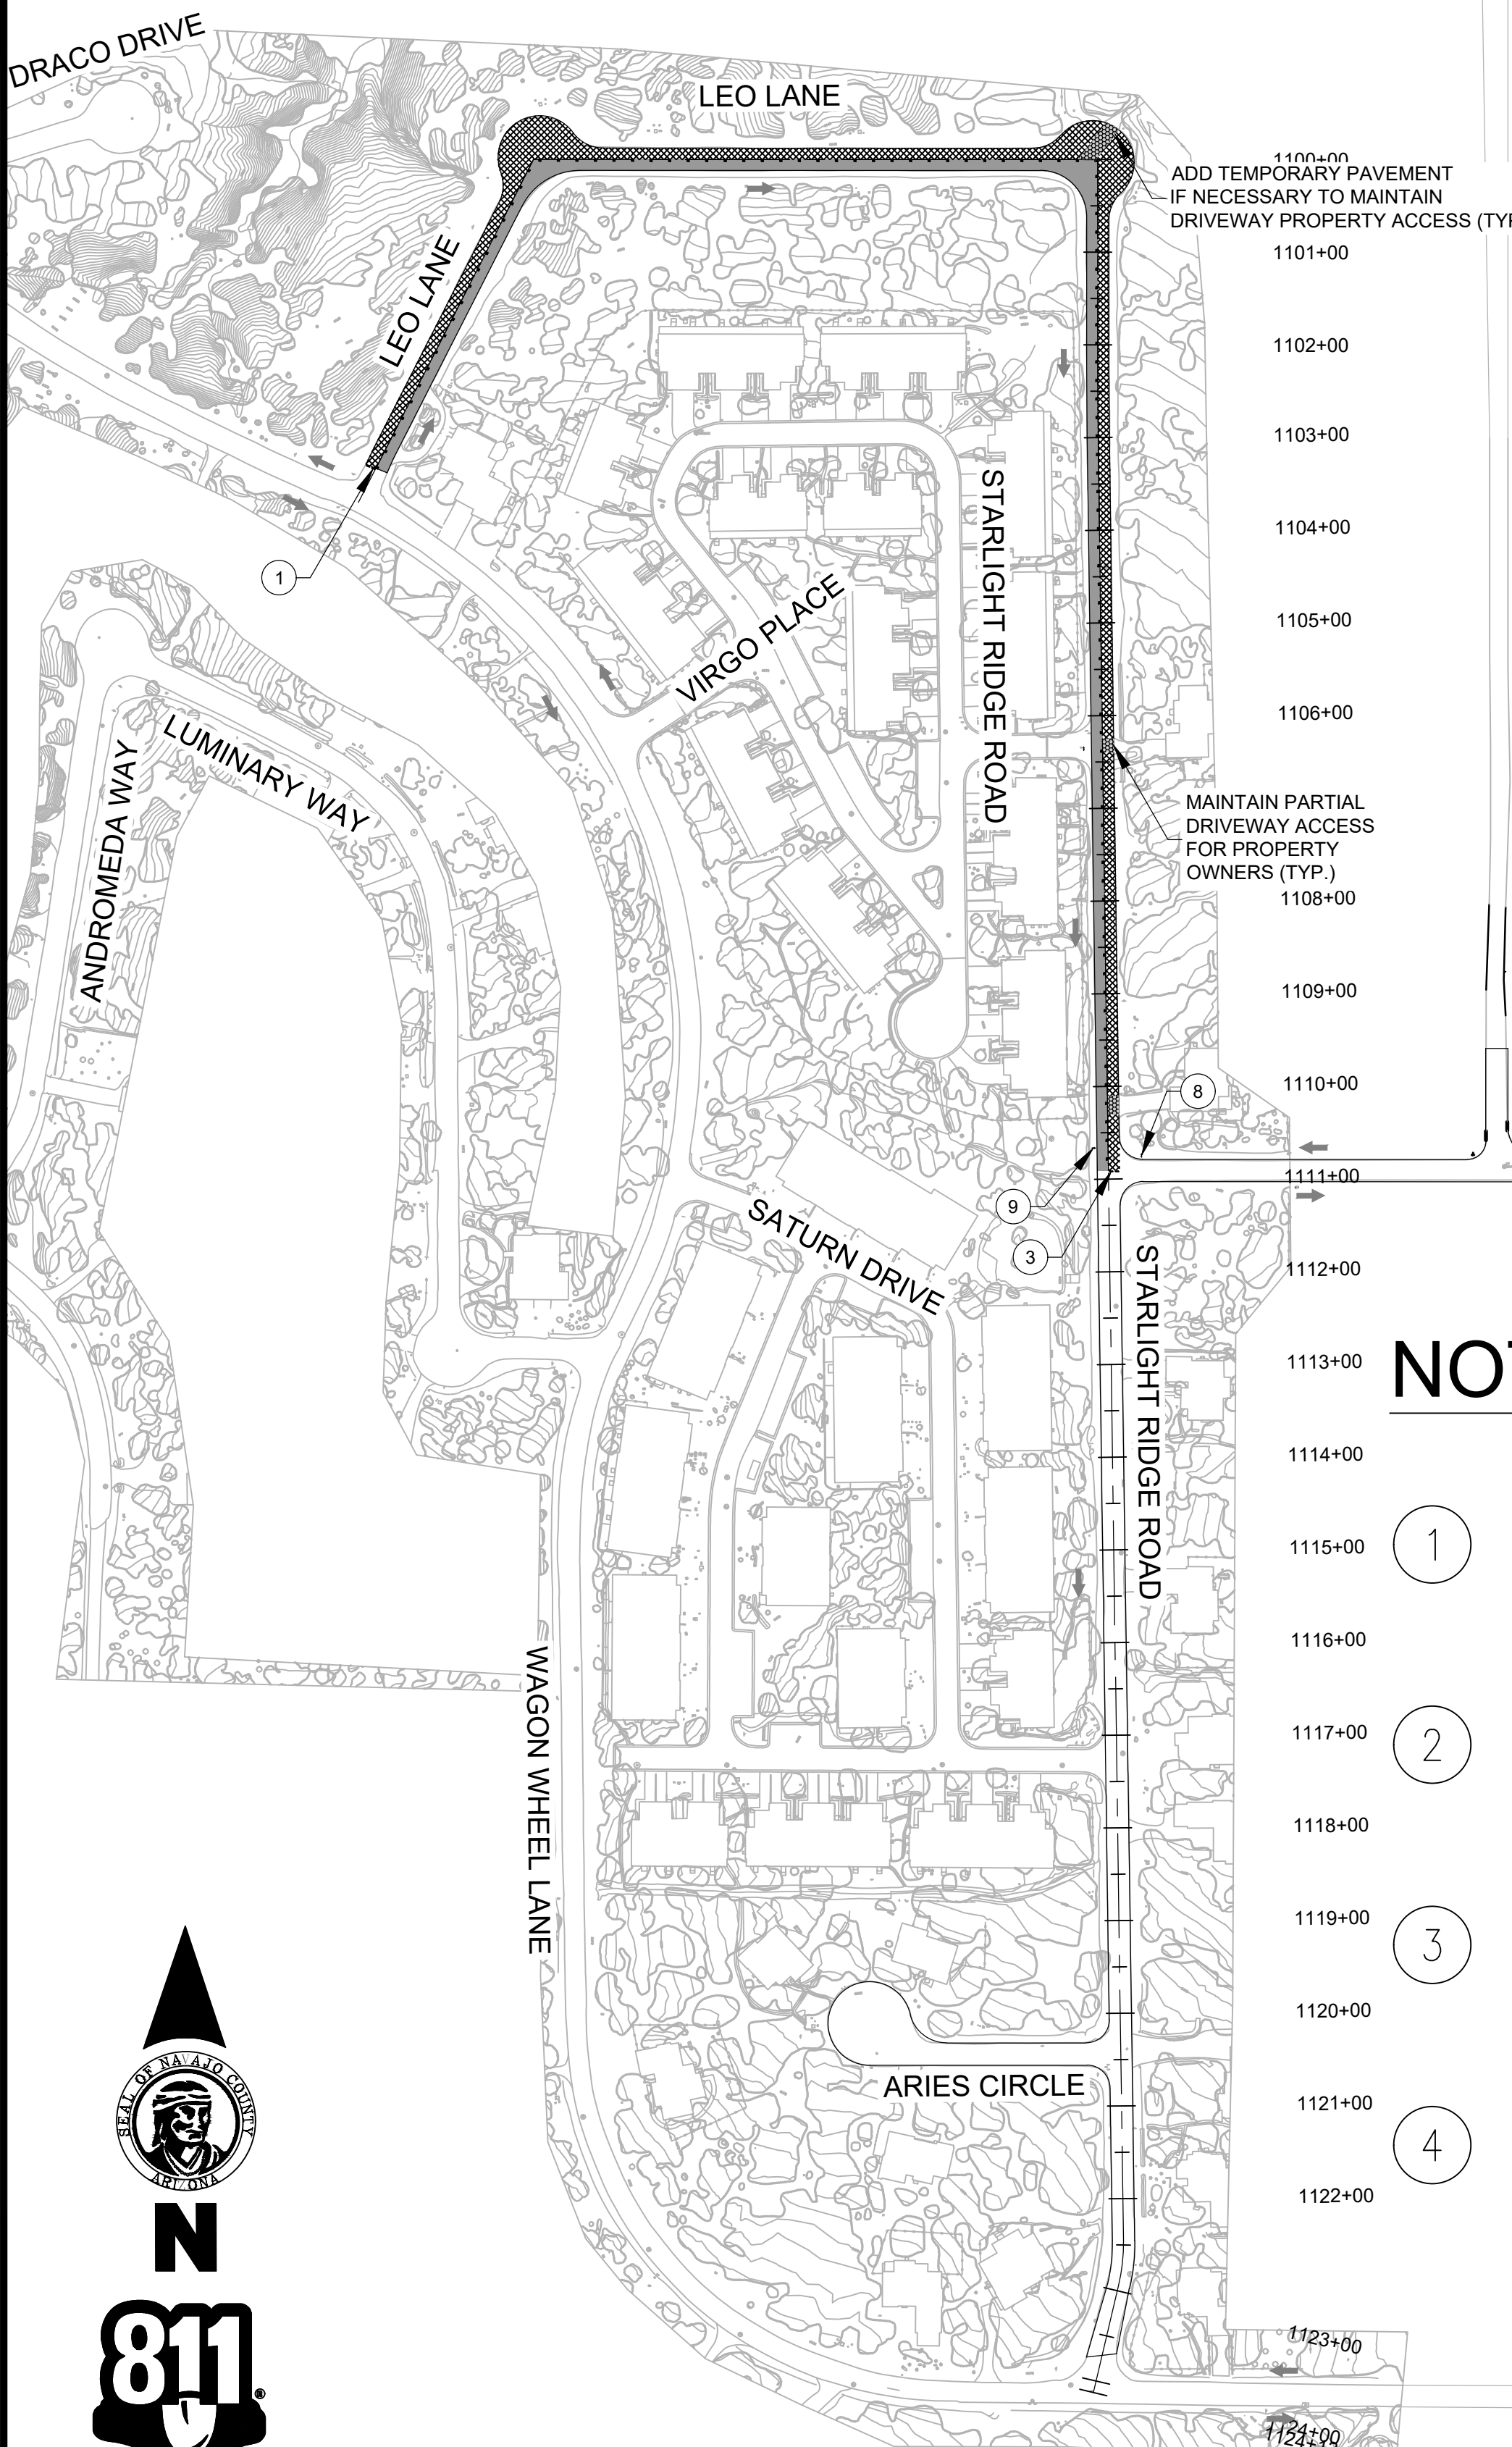 DRACO DRIVE
LEO LANE
1100+00
ADD TEMPORARY PAVEMENT
IF NECESSARY TO MAINTAIN
DRIVEWAY PROPERTY ACCESS (TYP
1101+00
LEO LANE
1102+00
1103+00
STARLIGHT RIDGE ROAD
1104+00
1
VIRGO PLACE
1105+00
1106+00
LUMINARY WAY
ANDROMEDA WAY
MAINTAIN PARTIAL
DRIVEWAY ACCESS
FOR PROPERTY
OWNERS (TYP.)
1108+00
1109+00
1110+00
8
1111+00
9
3
SATURN DRIVE
STARLIGHT RIDGE ROAD
1112+00
1113+00
NOT
1114+00
1115+00
1
1116+00
WAGON WHEEL LANE
1117+00
2
1118+00
1119+00
3
1120+00
ARIES CIRCLE
1121+00
4
1122+00
SEAL OF NAVAJO COUNTY
ARIZONA
N
811®
1123+00
1124+00